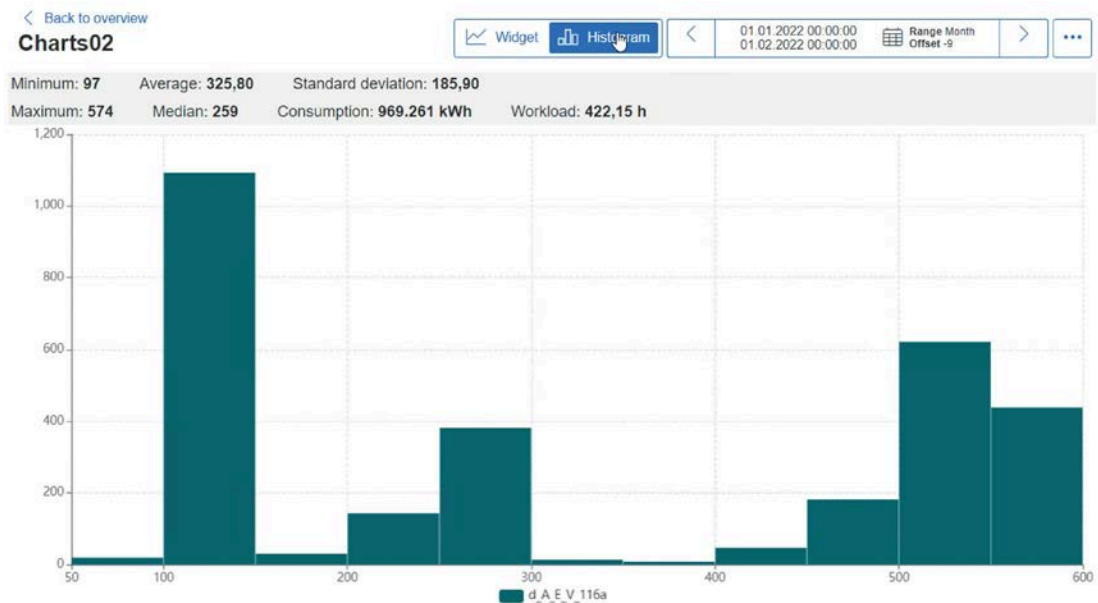 Back to overview
Charts02
Widget
Histogram
01.01.2022 00:00:00
01.02.2022 00:00:00
Range Month
Offset -9
Minimum: 97 Average: 325,80 Standard deviation: 185,90
Maximum: 574 Median: 259 Consumption: 969.261 kWh Workload: 422,15 h
1,200
1,000
800
600
400
200
0
50 100 200 300 400 500 600
d_A_E_V_116a